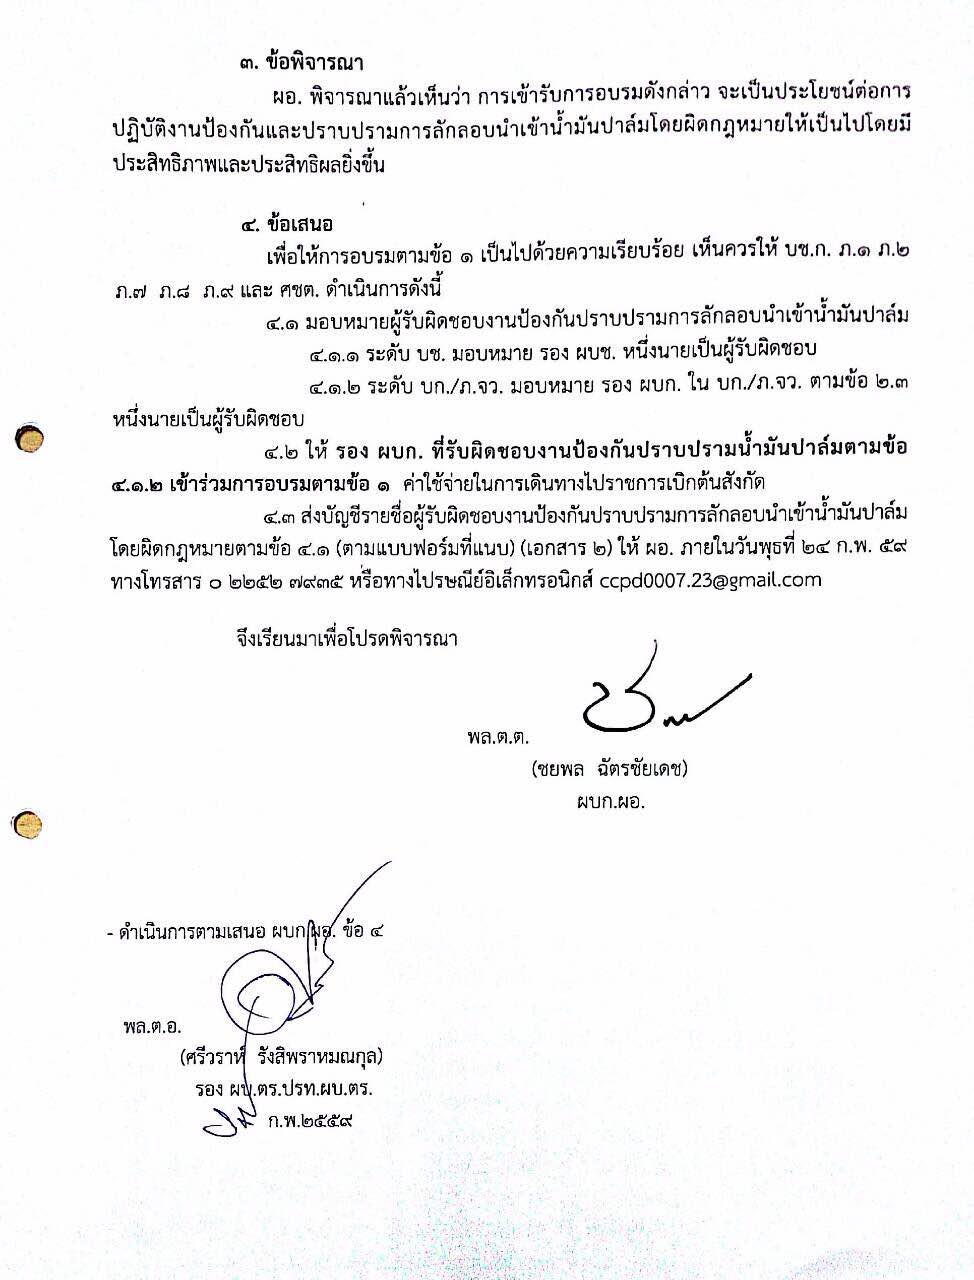 ๓. ข้อพิจารณา
ผอ. พิจารณาแล้วเห็นว่า การเข้ารับการอบรมดังกล่าว จะเป็นประโยชน์ต่อการ
ปฏิบัติงานป้องกันและปราบปรามการลักลอบนำเข้าน้ำมันปาล์มโดยผิดกฎหมายให้เป็นไปโดยมี
ประสิทธิภาพและประสิทธิผลยิ่งขึ้น
๔. ข้อเสนอ
เพื่อให้การอบรมตามข้อ ๑ เป็นไปด้วยความเรียบร้อย เห็นควรให้ บช.ก. ภ.๑ ภ.๒
ภ.๗ ภ.๘ ภ.๙ และ ศชต. ดำเนินการดังนี้
๔.๑ มอบหมายผู้รับผิดชอบงานป้องกันปราบปรามการลักลอบนำเข้าน้ำมันปาล์ม
๔.๑.๑ ระดับ บช. มอบหมาย รอง ผบช. หนึ่งนายเป็นผู้รับผิดชอบ
๔.๑.๒ ระดับ บก./ภ.จว. มอบหมาย รอง ผบก. ใน บก./ภ.จว. ตามข้อ ๒.๓
หนึ่งนายเป็นผู้รับผิดชอบ
๔.๒ ให้ รอง ผบก. ที่รับผิดชอบงานป้องกันปราบปรามน้ำมันปาล์มตามข้อ
๔.๑.๒ เข้าร่วมการอบรมตามข้อ ๑ ค่าใช้จ่ายในการเดินทางไปราชการเบิกต้นสังกัด
๔.๓ ส่งบัญชีรายชื่อผู้รับผิดชอบงานป้องกันปราบปรามการลักลอบนำเข้าน้ำมันปาล์ม
โดยผิดกฎหมายตามข้อ ๔.๑ (ตามแบบฟอร์มที่แนบ) (เอกสาร ๒) ให้ ผอ. ภายในวันพุธที่ ๒๔ ก.พ. ๕๙
ทางโทรสาร ๐ ๒๒๕๒ ๗๙๓๕ หรือทางไปรษณีย์อิเล็กทรอนิกส์ ccpd0007.23@gmail.com
จึงเรียนมาเพื่อโปรดพิจารณา
พล.ต.ต.
(ชยพล ฉัตรชัยเดช)
ผบก.ผอ.
- ดำเนินการตามเสนอ ผบก.ผอ. ข้อ ๔
พล.ต.อ.
(ศรีวราห์ รังสิพราหมณกุล)
รอง ผบ.ตร.ปรท.ผบ.ตร.
ก.พ.๒๕๕๙